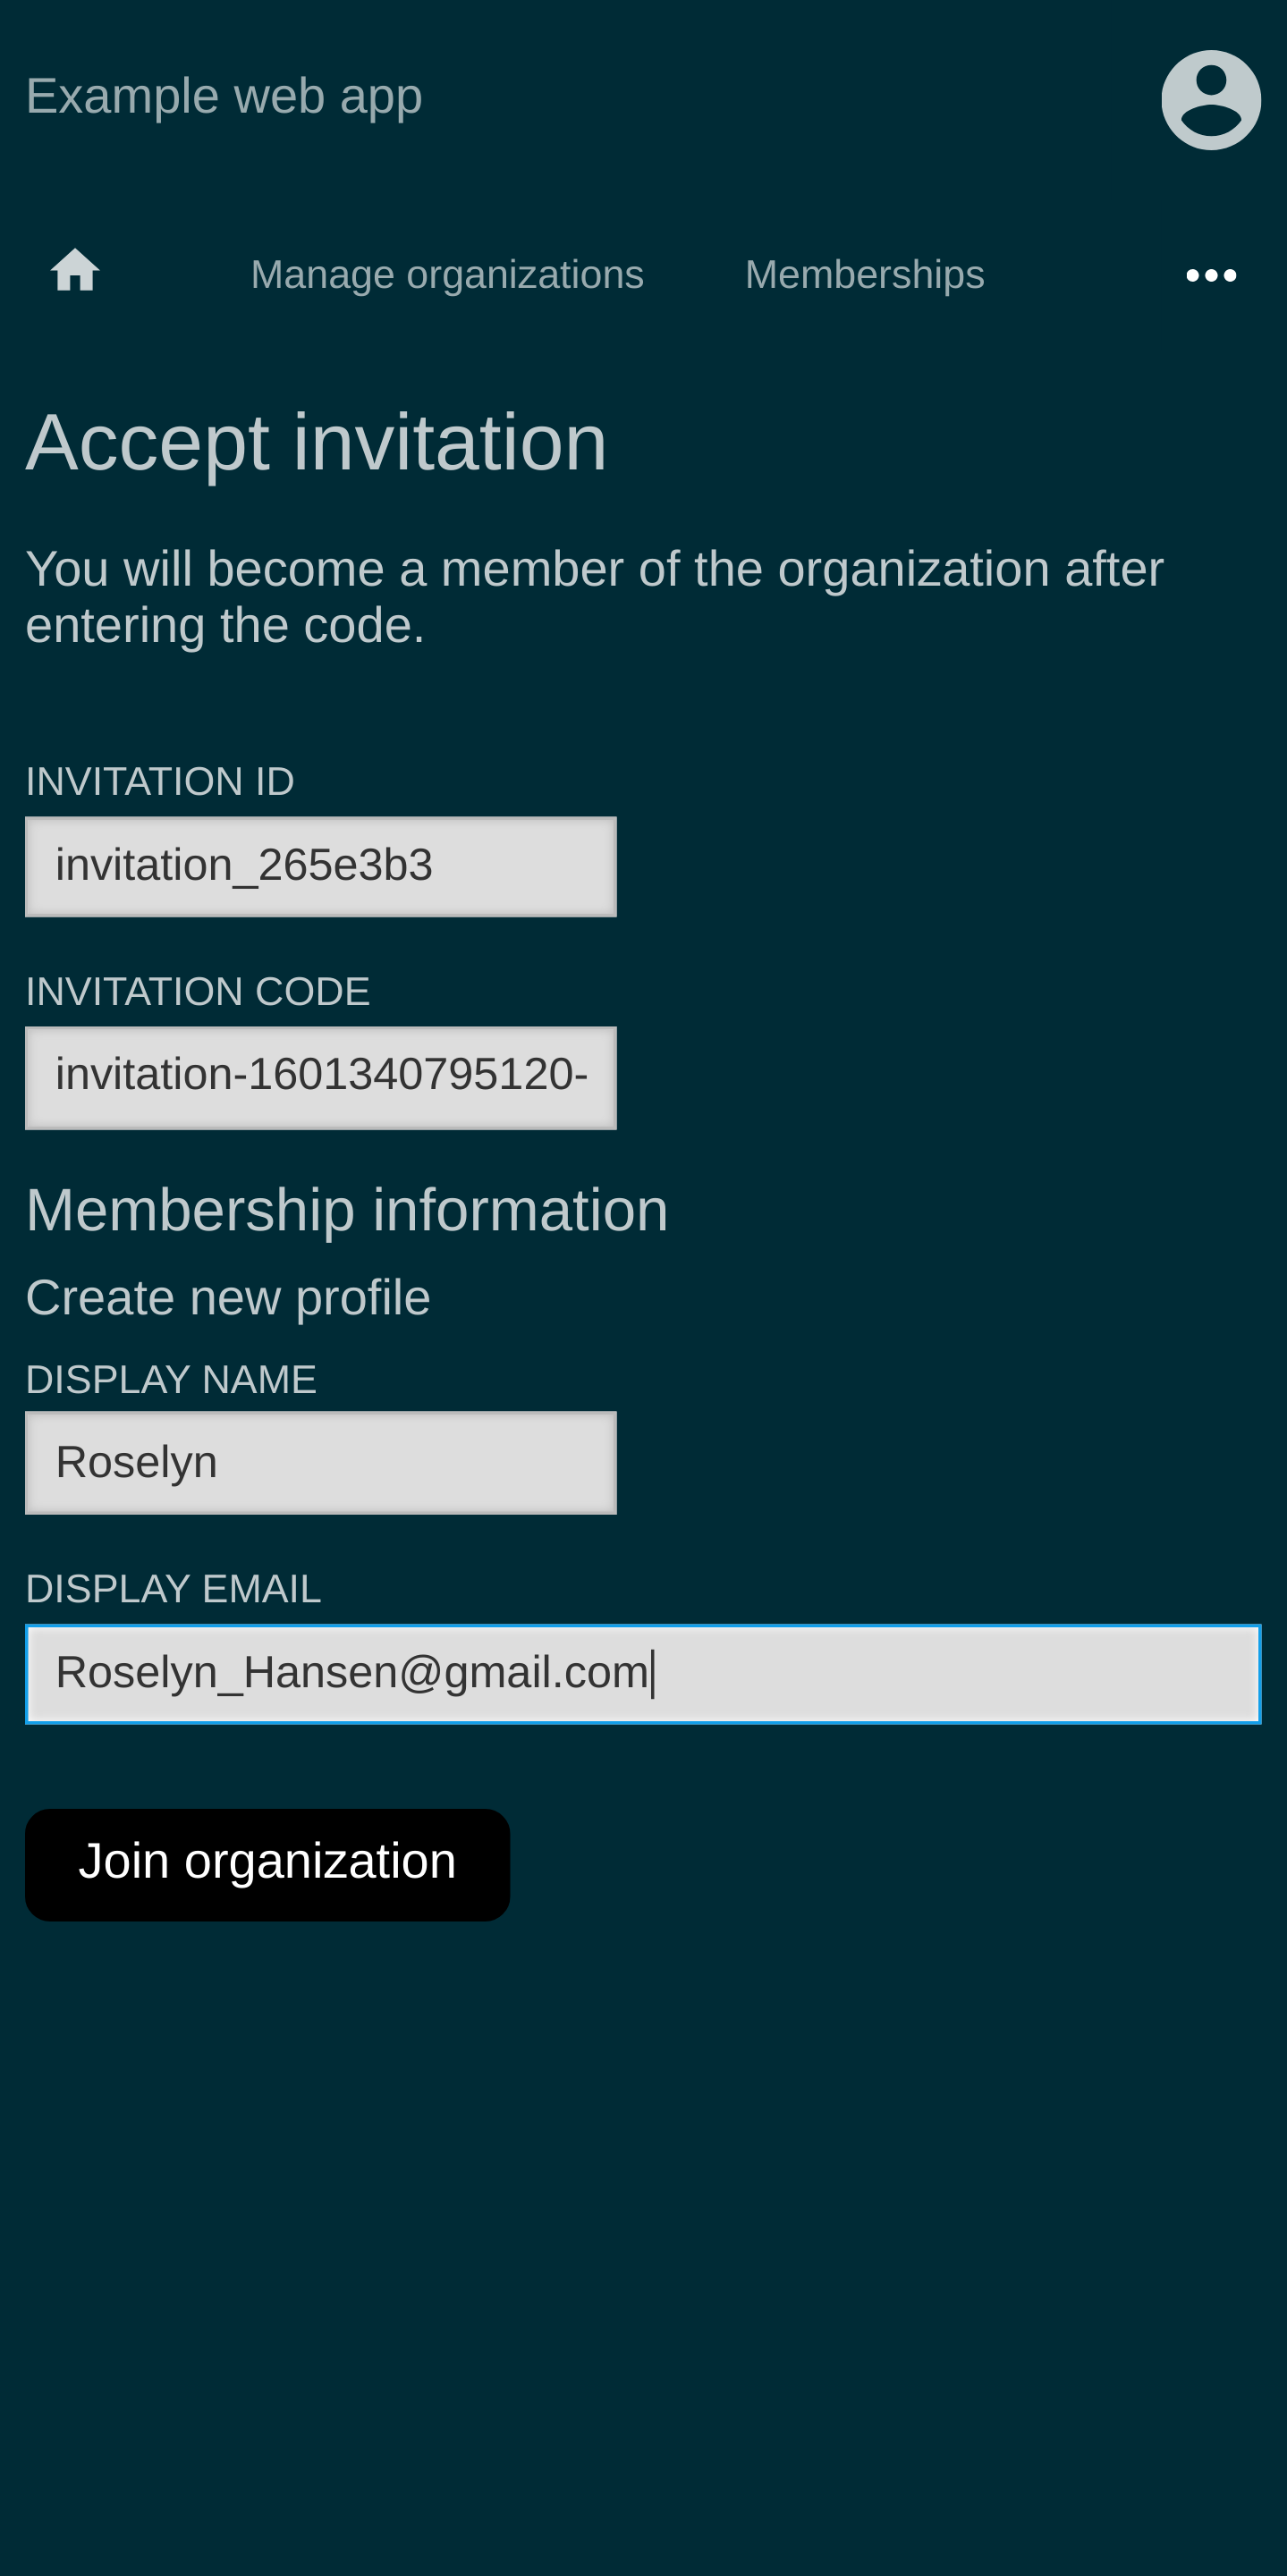 Example web app
Manage organizations Memberships
Accept invitation
You will become a member of the organization after
entering the code.
INVITATION ID
invitation_265e3b3
INVITATION CODE
invitation-1601340795120-
Membership information
Create new profile
DISPLAY NAME
Roselyn
DISPLAY EMAIL
Roselyn_Hansen@gmail.com
Join organization